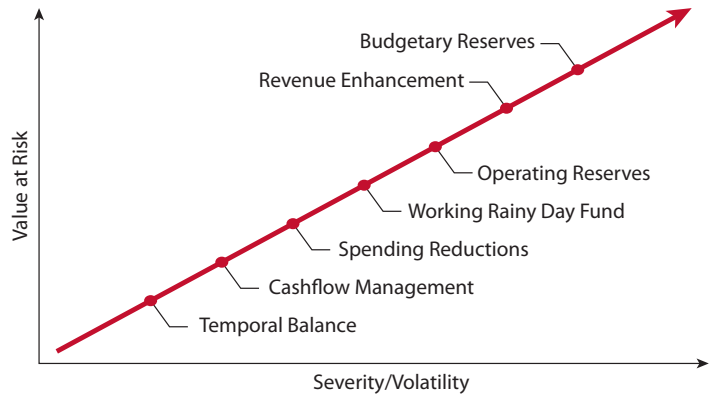 Budgetary Reserves
Revenue Enhancement
Operating Reserves
Working Rainy Day Fund
Spending Reductions
Cashflow Management
Temporal Balance
Value at Risk
Severity/Volatility